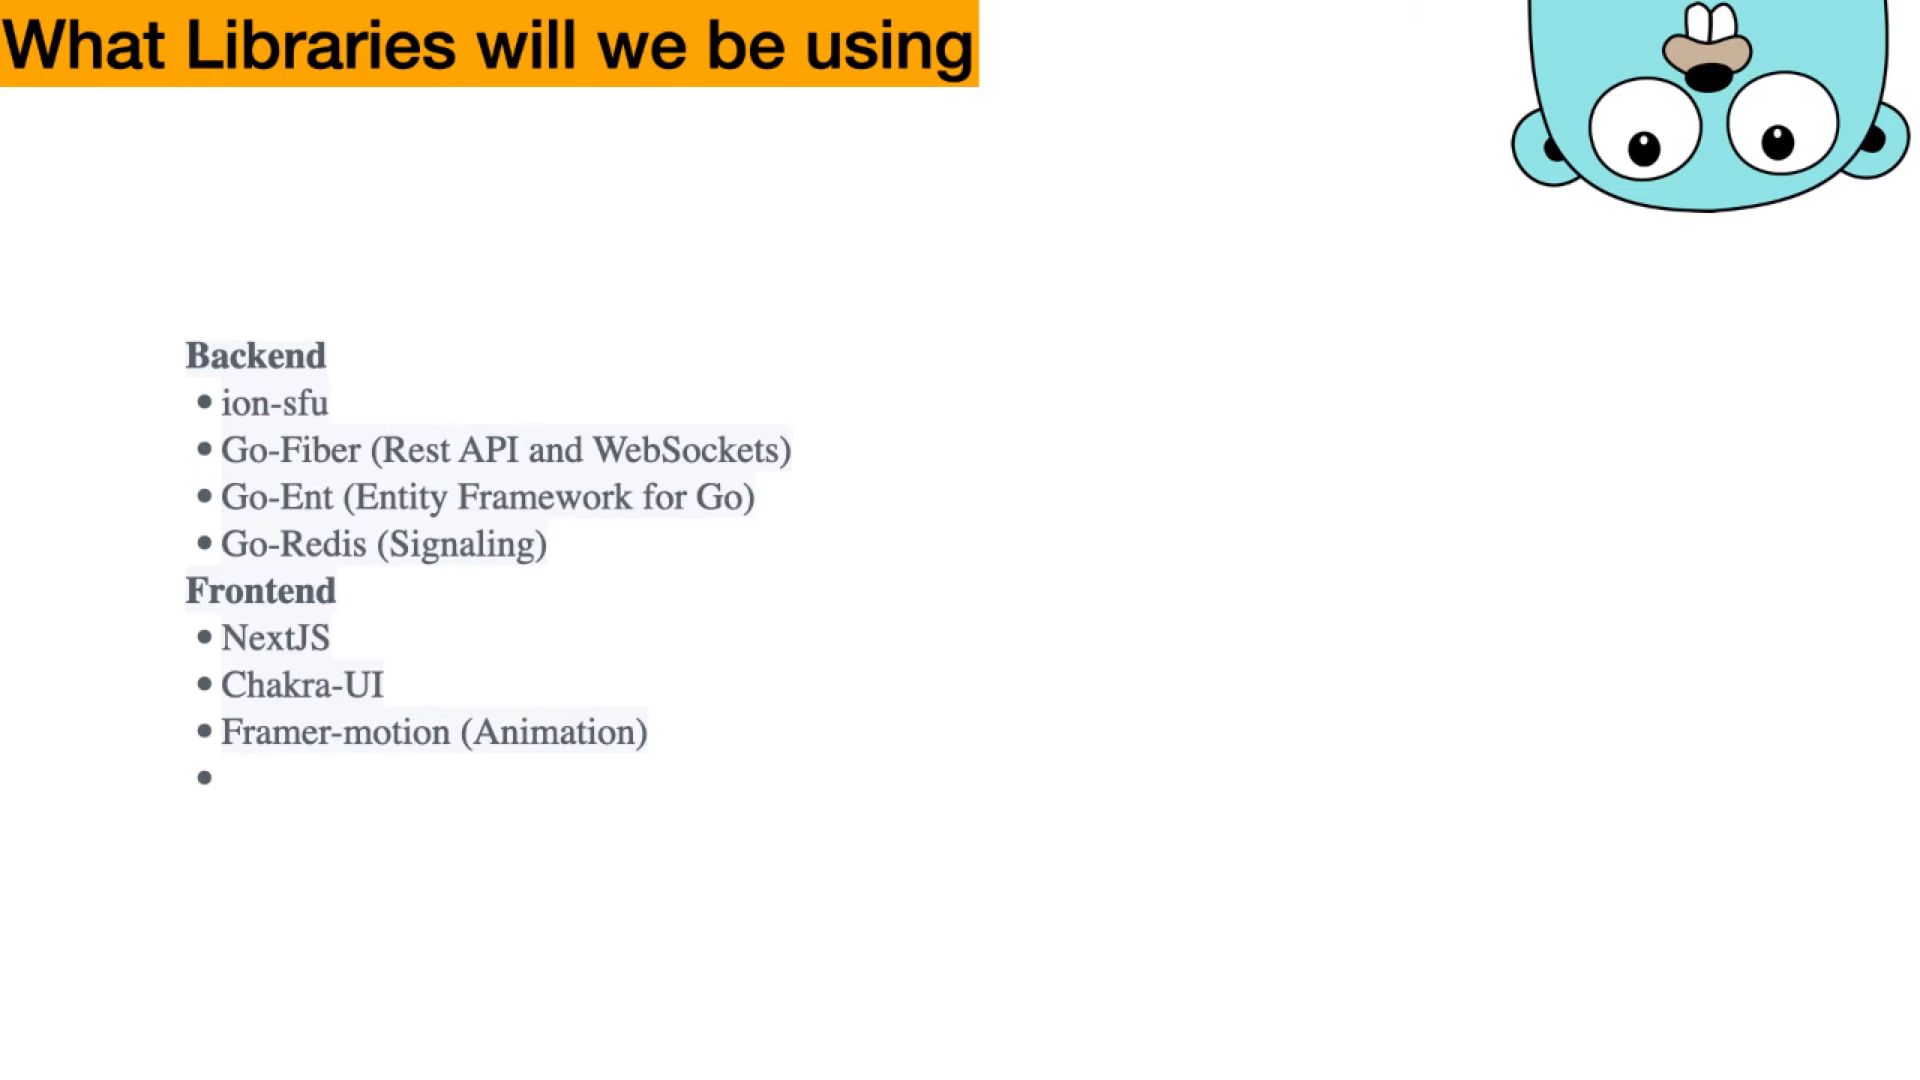 What Libraries will we be using
Backend
• ion-sfu
• Go-Fiber (Rest API and WebSockets)
• Go-Ent (Entity Framework for Go)
• Go-Redis (Signaling)
Frontend
• NextJS
• Chakra-UI
• Framer-motion (Animation)
•